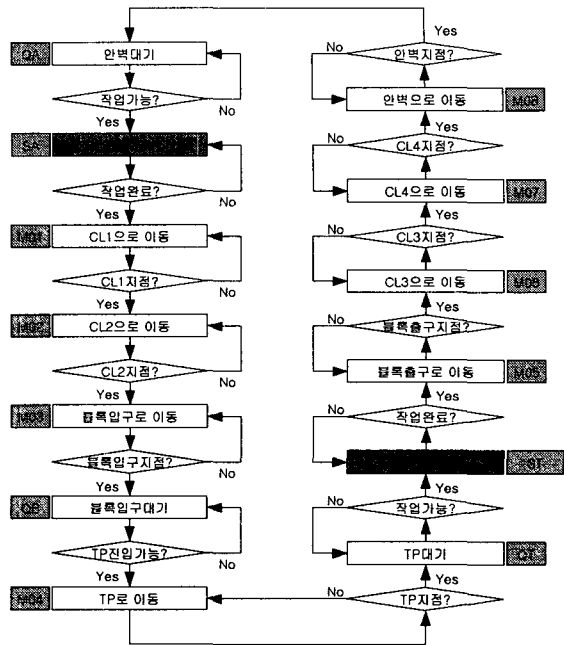 안벽대기
작업가능?
No
Yes
작업완료?
No
Yes
M01
CL1으로 이동
CL1지점?
No
Yes
M02
CL2으로 이동
CL2지점?
No
Yes
M03
블록입구로 이동
블록입구지점?
No
Yes
블록입구대기
TP진입가능?
No
Yes
M04
TP로 이동
Yes
No
안벽지점?
안벽으로 이동
M08
Yes
No
CL4지점?
CL4으로 이동
M07
Yes
No
CL3지점?
CL3으로 이동
M06
Yes
No
블록출구지점?
블록출구로 이동
M05
Yes
No
작업완료?
ST
Yes
No
작업가능?
TP대기
QT
Yes
No
TP지점?